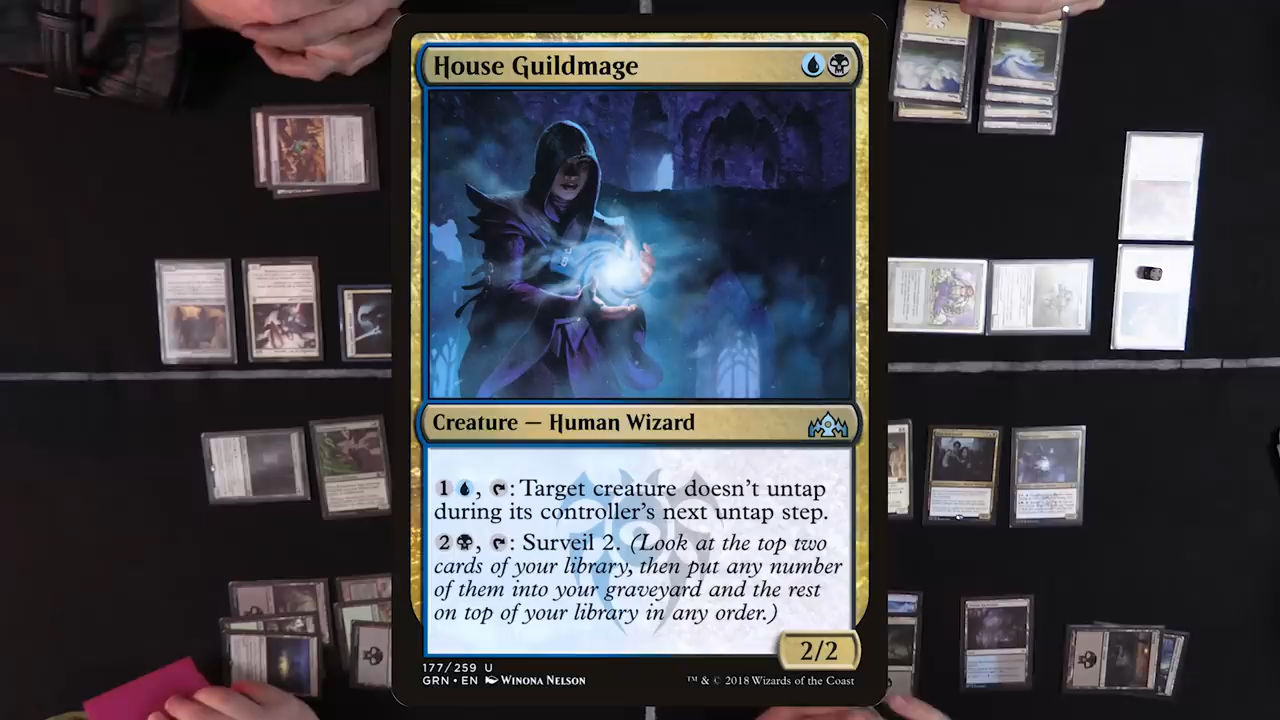 House Guildmage
Creature — Human Wizard
1 , : Target creature doesn't untap
during its controller's next untap step.
2 , : Surveil 2. (Look at the top two
cards of your library, then put any number
of them into your graveyard and the rest
on top of your library in any order.)
2/2
177/259 U
GRN • EN Winona Nelson
™ & © 2018 Wizards of the Coast